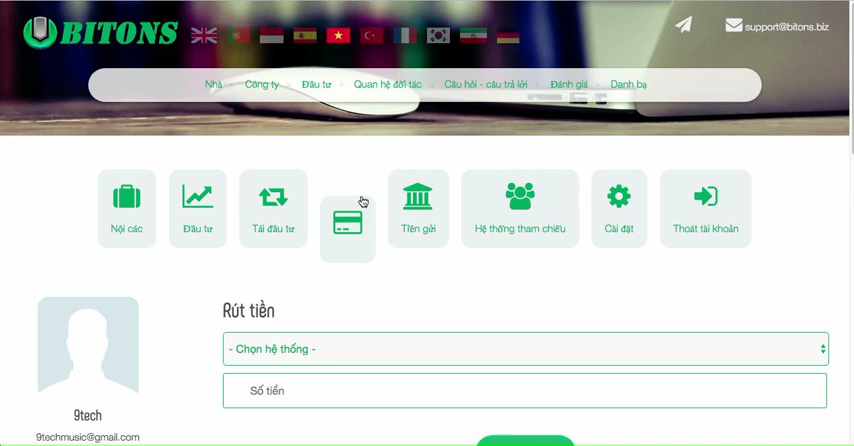 BITONS
support@bitons.biz
Nhà Công ty Đầu tư Quan hệ đối tác Câu hỏi - câu trả lời Đánh giá Danh bạ
Nội các Đầu tư Tái đầu tư Tiền gửi Hệ thống tham chiếu Cài đặt Thoát tài khoản
Rút tiền
- Chọn hệ thống -
Số tiền
9tech
9techmusic@gmail.com